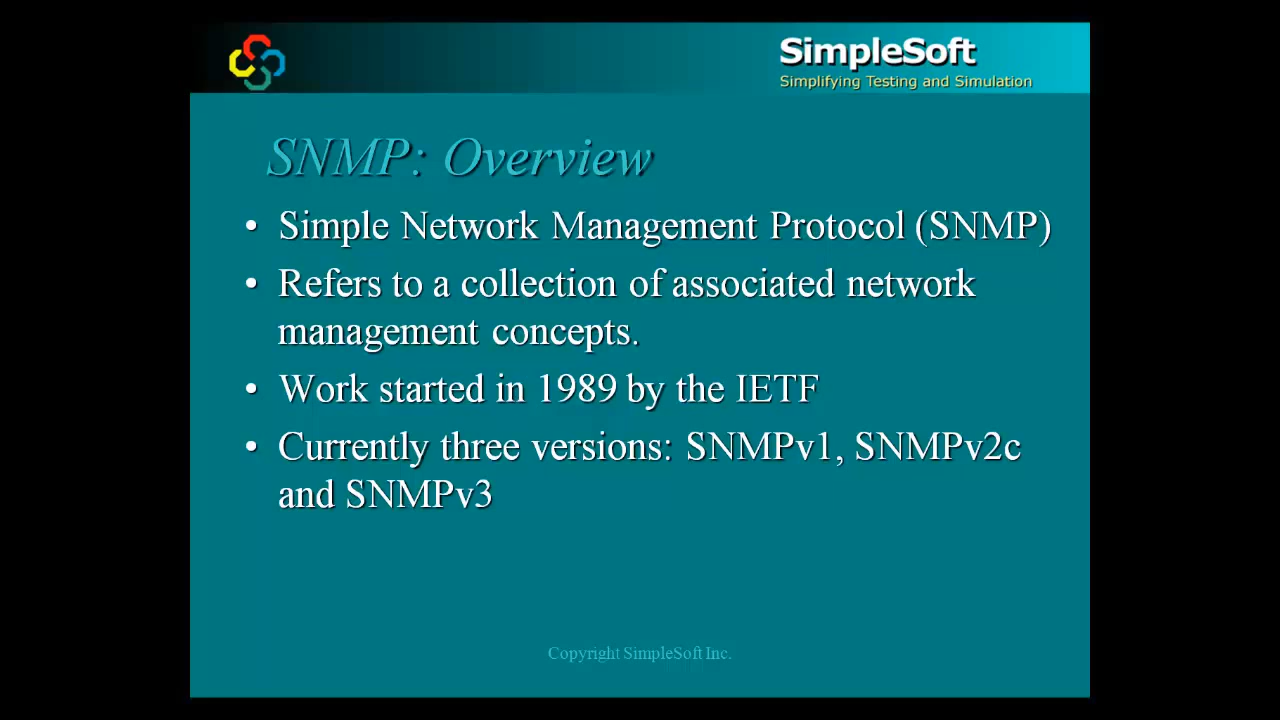 SimpleSoft
Simplifying Testing and Simulation
SNMP: Overview
• Simple Network Management Protocol (SNMP)
• Refers to a collection of associated network
management concepts.
• Work started in 1989 by the IETF
• Currently three versions: SNMPv1, SNMPv2c
and SNMPv3
Copyright SimpleSoft Inc.